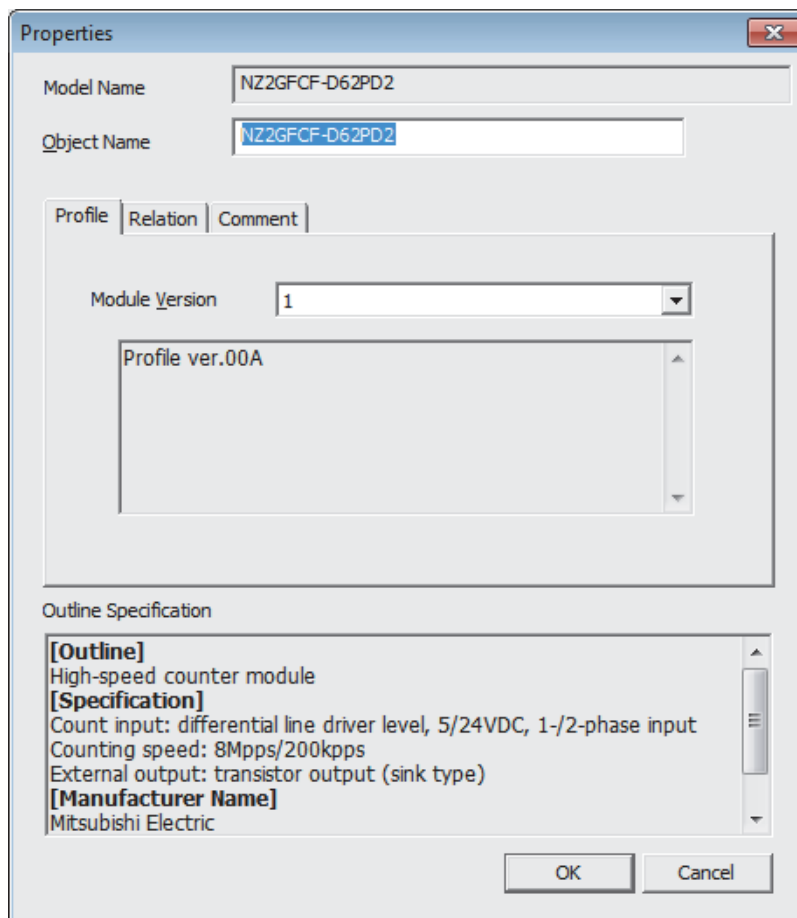 Properties
Model Name NZ2GFCF-D62PD2
Object Name NZ2GFCF-D62PD2
Profile Relation Comment
Module Version 1
Profile ver.00A
Outline Specification
[Outline]
High-speed counter module
[Specification]
Count input: differential line driver level, 5/24VDC, 1-/2-phase input
Counting speed: 8Mpps/200kpps
External output: transistor output (sink type)
[Manufacturer Name]
Mitsubishi Electric
OK Cancel